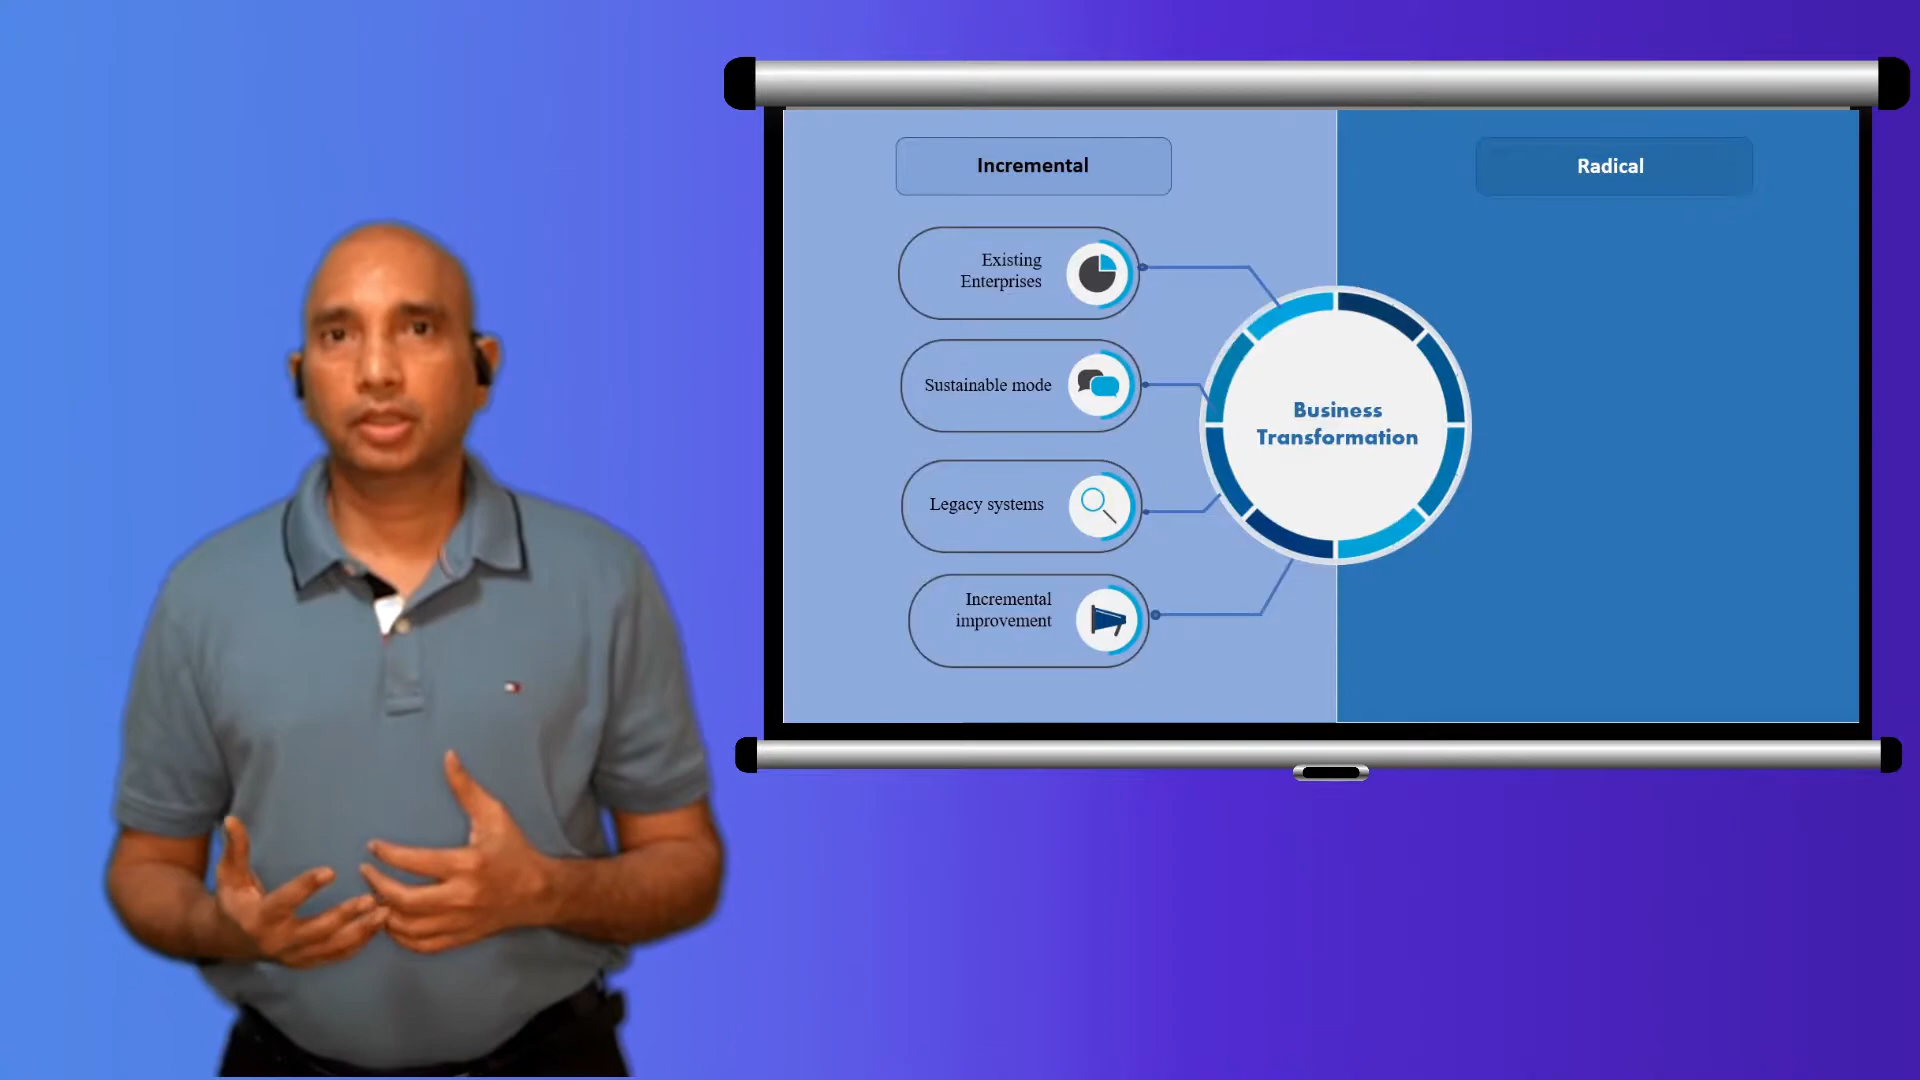 Incremental
Radical
Existing
Enterprises
Sustainable mode
Legacy systems
Incremental
improvement
Business
Transformation